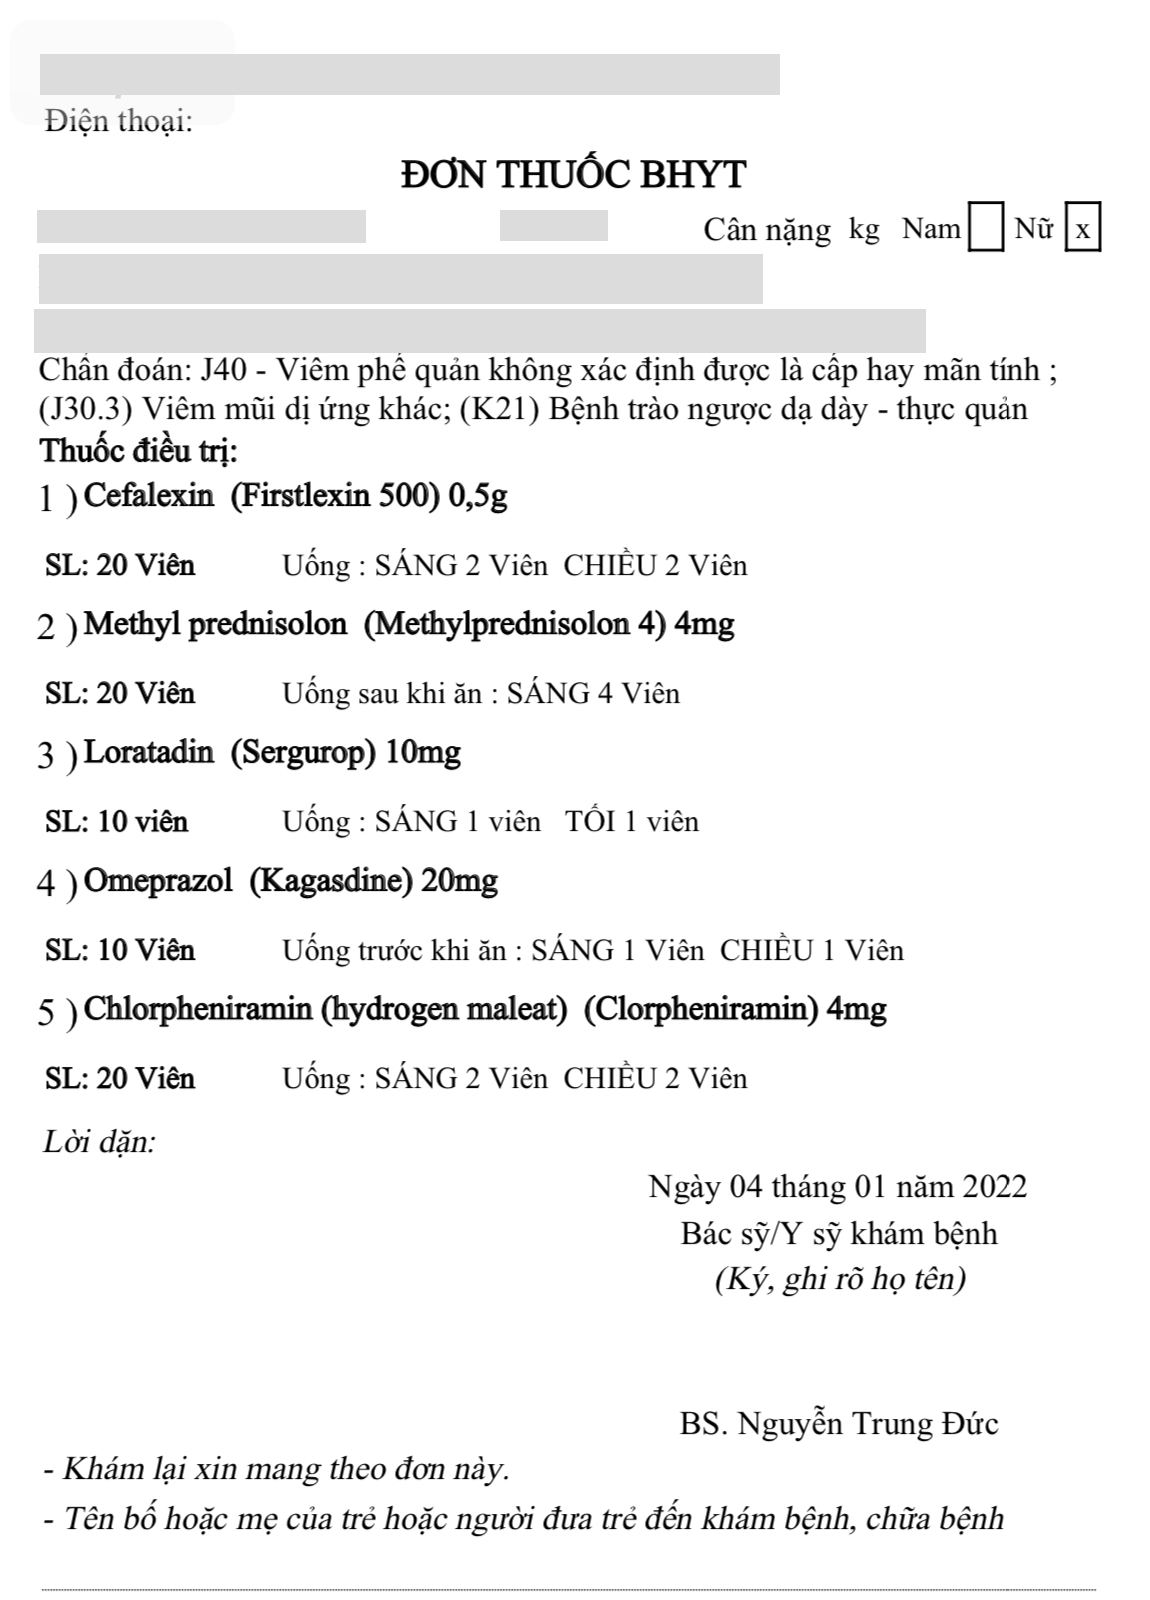 Điện thoại:
ĐƠN THUỐC BHYT
Cân nặng kg Nam Nữ x
Chẩn đoán: J40 - Viêm phế quản không xác định được là cấp hay mãn tính ;
(J30.3) Viêm mũi dị ứng khác; (K21) Bệnh trào ngược dạ dày - thực quản
Thuốc điều trị:
1 ) Cefalexin (Firstlexin 500) 0,5g
SL: 20 Viên Uống : SÁNG 2 Viên CHIỀU 2 Viên
2 ) Methyl prednisolon (Methylprednisolon 4) 4mg
SL: 20 Viên Uống sau khi ăn : SÁNG 4 Viên
3 ) Loratadin (Sergurop) 10mg
SL: 10 viên Uống : SÁNG 1 viên TỐI 1 viên
4 ) Omeprazol (Kagasdine) 20mg
SL: 10 Viên Uống trước khi ăn : SÁNG 1 Viên CHIỀU 1 Viên
5 ) Chlorpheniramin (hydrogen maleat) (Clorpheniramin) 4mg
SL: 20 Viên Uống : SÁNG 2 Viên CHIỀU 2 Viên
Lời dặn:
Ngày 04 tháng 01 năm 2022
Bác sỹ/Y sỹ khám bệnh
(Ký, ghi rõ họ tên)
BS. Nguyễn Trung Đức
- Khám lại xin mang theo đơn này.
- Tên bố hoặc mẹ của trẻ hoặc người đưa trẻ đến khám bệnh, chữa bệnh